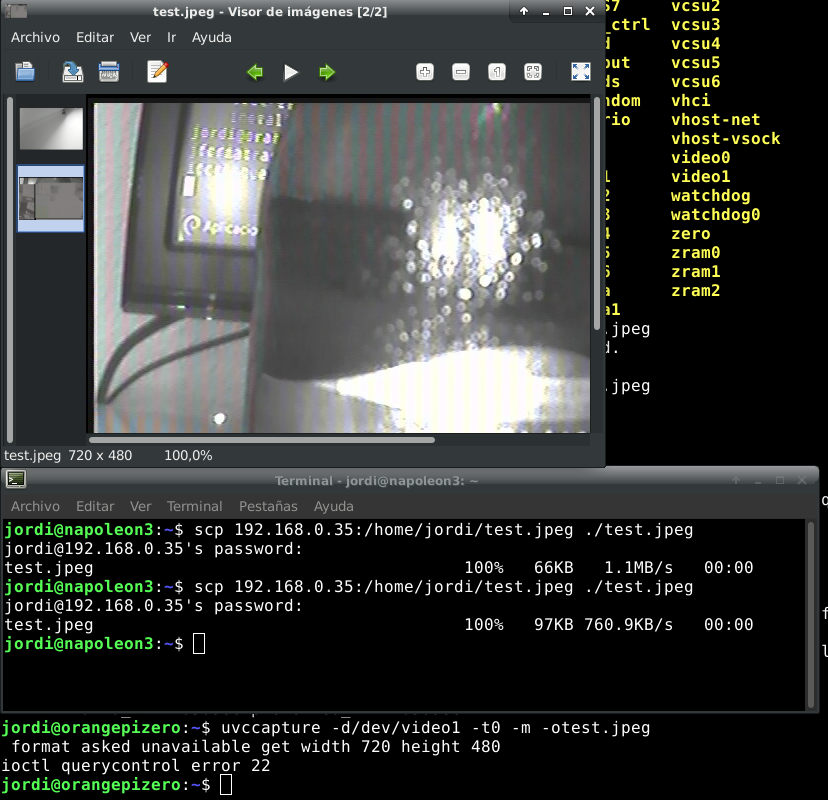 test.jpeg - Visor de imágenes [2/2]
Archivo Editar Ver Ir Ayuda
Aplicacio
test.jpeg 720 x 480 100,0%
57 vcsu2
_ctrl vcsu3
d vcsu4
out vcsu5
ds vcsu6
ndom vhci
rio vhost-net
vhost-vsock
video0
1 video1
2 watchdog
3 watchdog0
4 zero
5 zram0
6 zram1
a zram2
a1
.jpeg
d.
.jpeg
Terminal - jordi@napoleon3: ~
Archivo Editar Ver Terminal Pestañas Ayuda
jordi@napoleon3:~$ scp 192.168.0.35:/home/jordi/test.jpeg ./test.jpeg
jordi@192.168.0.35's password:
test.jpeg 100% 66KB 1.1MB/s 00:00
jordi@napoleon3:~$ scp 192.168.0.35:/home/jordi/test.jpeg ./test.jpeg
jordi@192.168.0.35's password:
test.jpeg 100% 97KB 760.9KB/s 00:00
jordi@napoleon3:~$
jordi@orangepizero:~$ uvccapture -d/dev/video1 -t0 -m -otest.jpeg
format asked unavailable get width 720 height 480
ioctl querycontrol error 22
jordi@orangepizero:~$